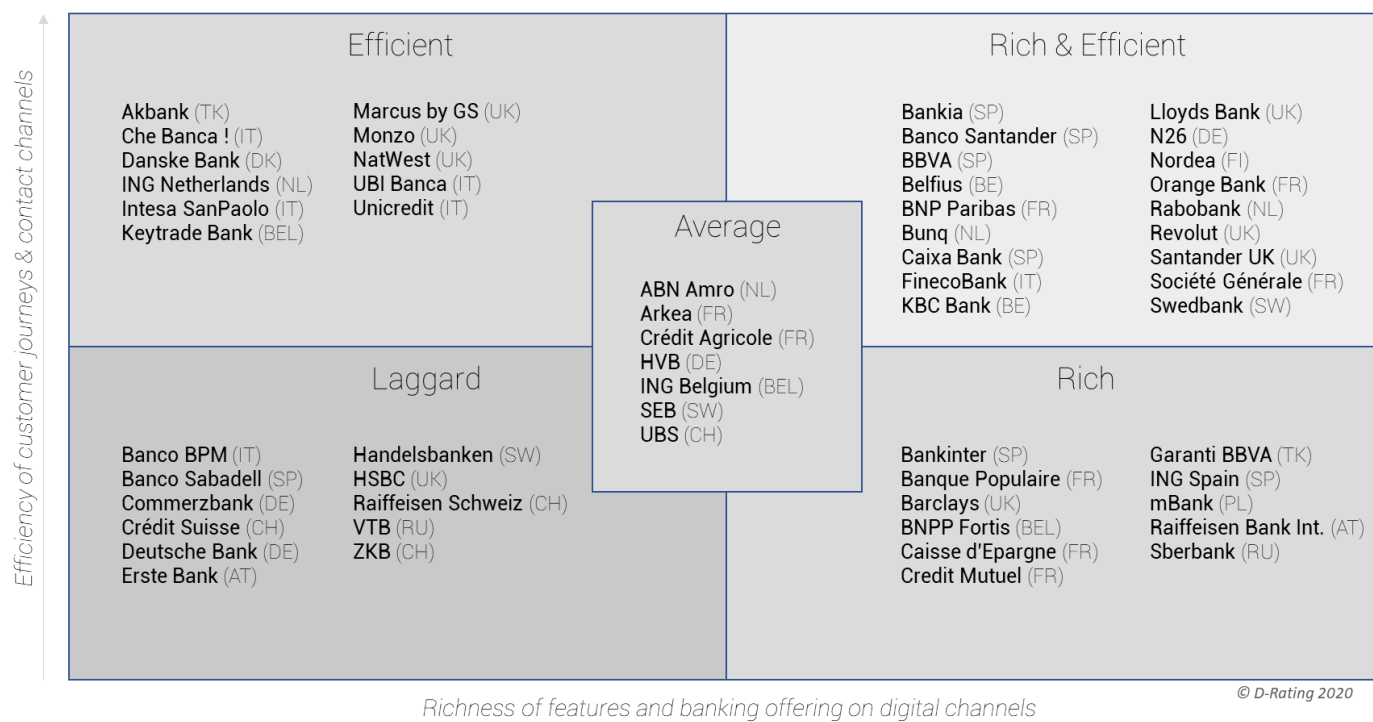 Efficiency of customer journeys & contact channels
Efficient
Akbank (TK)
Che Banca ! (IT)
Danske Bank (DK)
ING Netherlands (NL)
Intesa SanPaolo (IT)
Keytrade Bank (BEL)
Marcus by GS (UK)
Monzo (UK)
NatWest (UK)
UBI Banca (IT)
Unicredit (IT)
Rich & Efficient
Bankia (SP)
Banco Santander (SP)
BBVA (SP)
Belfius (BE)
BNP Paribas (FR)
Bunq (NL)
Caixa Bank (SP)
FinecoBank (IT)
KBC Bank (BE)
Lloyds Bank (UK)
N26 (DE)
Nordea (FI)
Orange Bank (FR)
Rabobank (NL)
Revolut (UK)
Santander UK (UK)
Société Générale (FR)
Swedbank (SW)
Average
ABN Amro (NL)
Arkea (FR)
Crédit Agricole (FR)
HVB (DE)
ING Belgium (BEL)
SEB (SW)
UBS (CH)
Laggard
Banco BPM (IT)
Banco Sabadell (SP)
Commerzbank (DE)
Crédit Suisse (CH)
Deutsche Bank (DE)
Erste Bank (AT)
Handelsbanken (SW)
HSBC (UK)
Raiffeisen Schweiz (CH)
VTB (RU)
ZKB (CH)
Rich
Bankinter (SP)
Banque Populaire (FR)
Barclays (UK)
BNPP Fortis (BEL)
Caisse d'Epargne (FR)
Credit Mutuel (FR)
Garanti BBVA (TK)
ING Spain (SP)
mBank (PL)
Raiffeisen Bank Int. (AT)
Sberbank (RU)
© D-Rating 2020
Richness of features and banking offering on digital channels